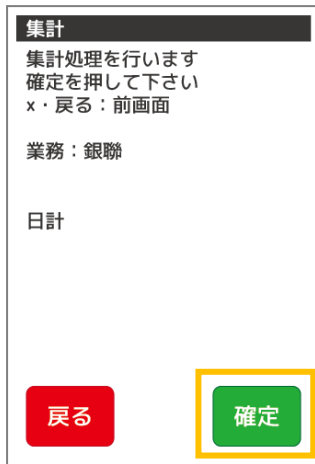 集計
集計処理を行います
確定を押して下さい
x・戻る：前画面
業務：銀聯
日計
戻る
確定